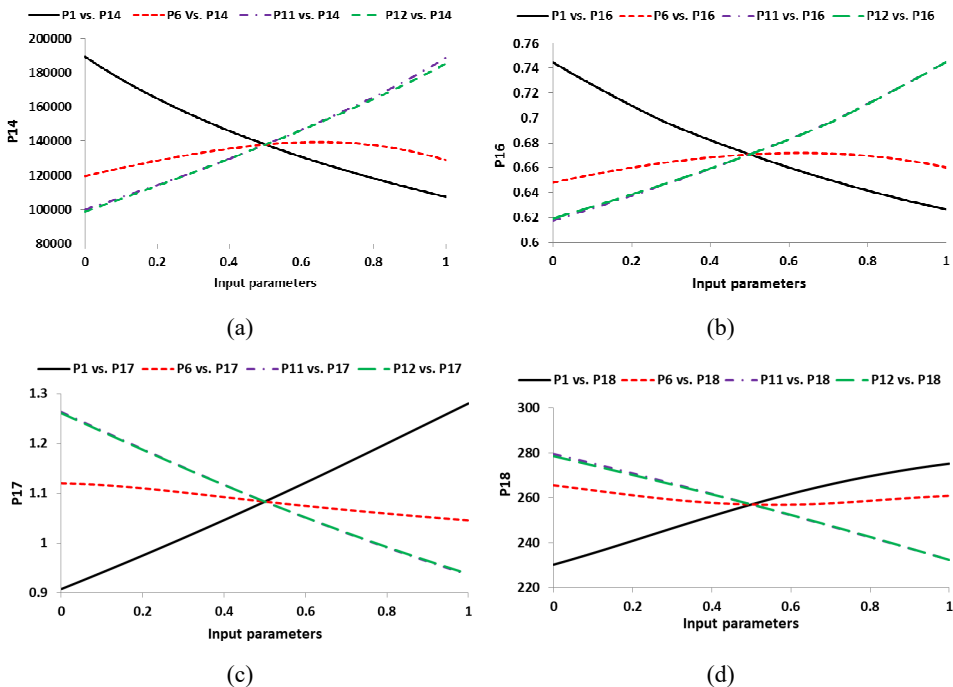 P1 vs. P14 P6 Vs. P14 P11 vs. P14 P12 vs. P14
200000
180000
160000
140000
120000
100000
80000
P14
0 0.2 0.4 0.6 0.8 1
Input parameters
(a)
P1 vs. P16 P6 vs. P16 P11 vs. P16 P12 vs. P16
0.76
0.74
0.72
0.7
0.68
0.66
0.64
0.62
0.6
P16
0 0.2 0.4 0.6 0.8 1
Input parameters
(b)
P1 vs. P17 P6 vs. P17 P11 vs. P17 P12 vs. P17
1.3
1.2
1.1
1
0.9
P17
0 0.2 0.4 0.6 0.8 1
Input parameters
(c)
P1 vs. P18 P6 vs. P18 P11 vs. P18 P12 vs. P18
300
280
260
240
220
P18
0 0.2 0.4 0.6 0.8 1
Input parameters
(d)